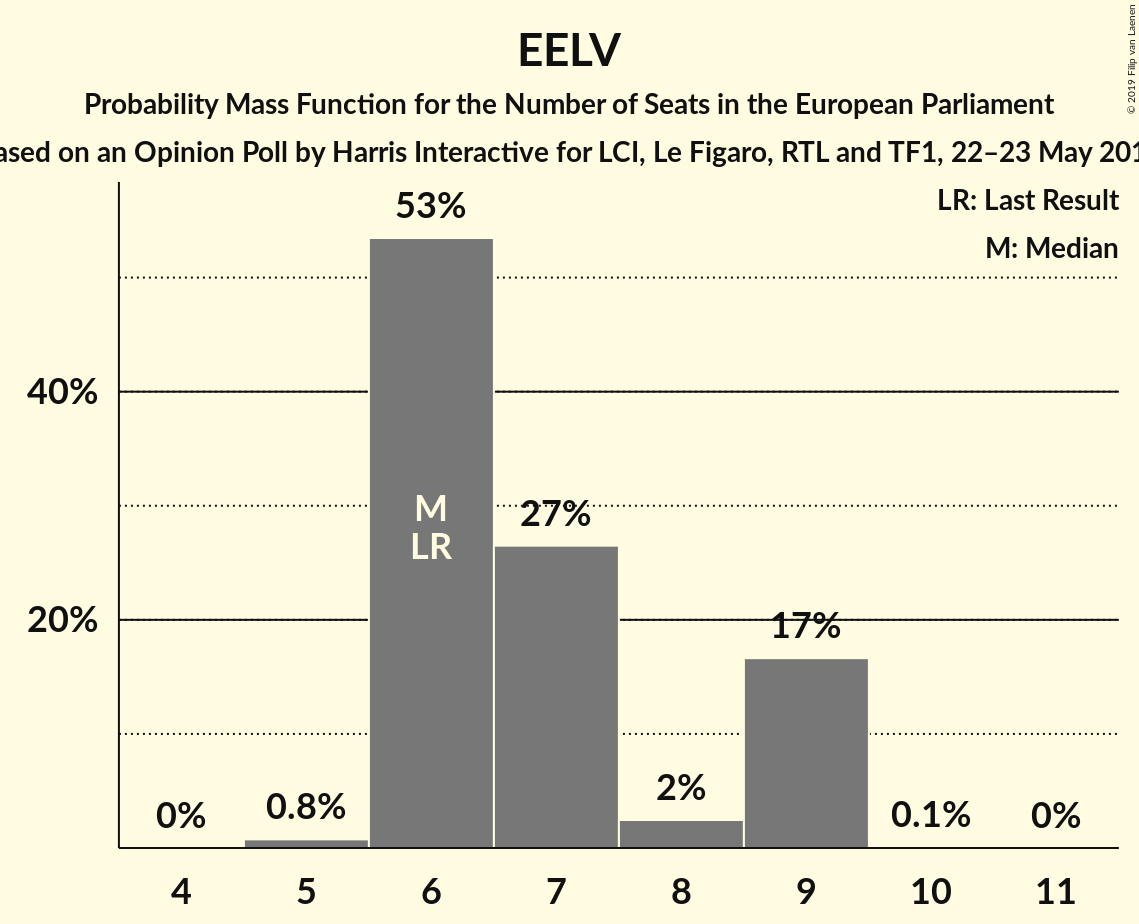 EELV
Probability Mass Function for the Number of Seats in the European Parliament
on an Opinion Poll by Harris Interactive for LCI, Le Figaro, RTL and TF1, 22–23 May
© 2019 Filip van Laenen
LR: Last Result
M: Median
53%
40%
M
LR
27%
20%
17%
0%
0.8%
2%
0.1%
0%
4 5 6 7 8 9 10 11